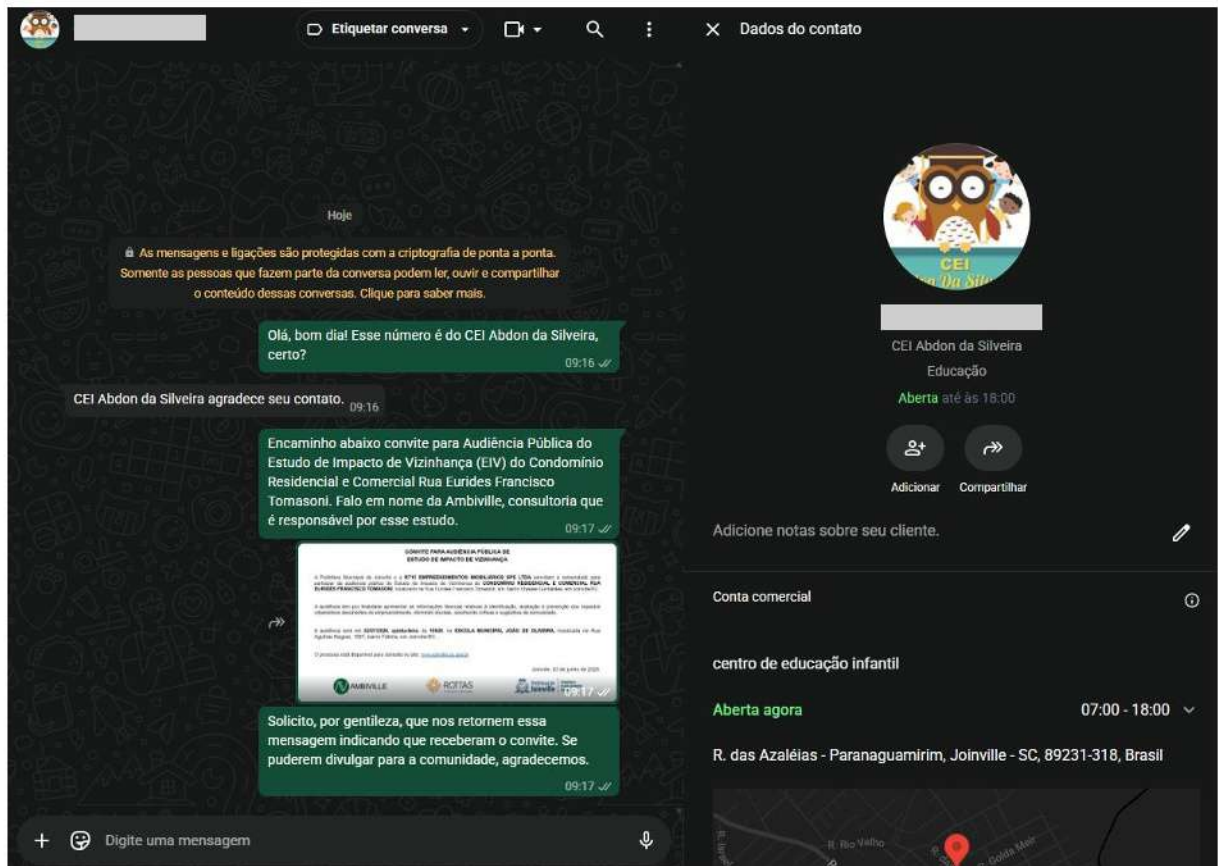 Etiquetar conversa
Hoje
As mensagens e ligações são protegidas com a criptografia de ponta a ponta.
Somente as pessoas que fazem parte da conversa podem ler, ouvir e compartilhar
o conteúdo dessas conversas. Clique para saber mais.
Olá, bom dia! Esse número é do CEI Abdon da Silveira,
certo?
09:16
CEI Abdon da Silveira agradece seu contato.
09:16
Encaminho abaixo convite para Audiência Pública do
Estudo de Impacto de Vizinhança (EIV) do Condomínio
Residencial e Comercial Rua Eurides Francisco
Tomasoni. Falo em nome da Ambiville, consultoria que
é responsável por esse estudo.
09:17
CONVITE PARA AUDIÊNCIA PÚBLICA DE
ESTUDO DE IMPACTO DE VIZINHANÇA
AMBIVILLE
ROTTAS
Joinville
09:17
Solicito, por gentileza, que nos retornem essa
mensagem indicando que receberam o convite. Se
puderem divulgar para a comunidade, agradecemos.
09:17
Digite uma mensagem
Dados do contato
CEI
CEI Abdon da Silveira
Educação
Aberta até às 18:00
Adicionar Compartilhar
Adicione notas sobre seu cliente.
Conta comercial
centro de educação infantil
Aberta agora 07:00 - 18:00
R. das Azaléias - Paranaguamirim, Joinville - SC, 89231-318, Brasil
R. Rio Velho